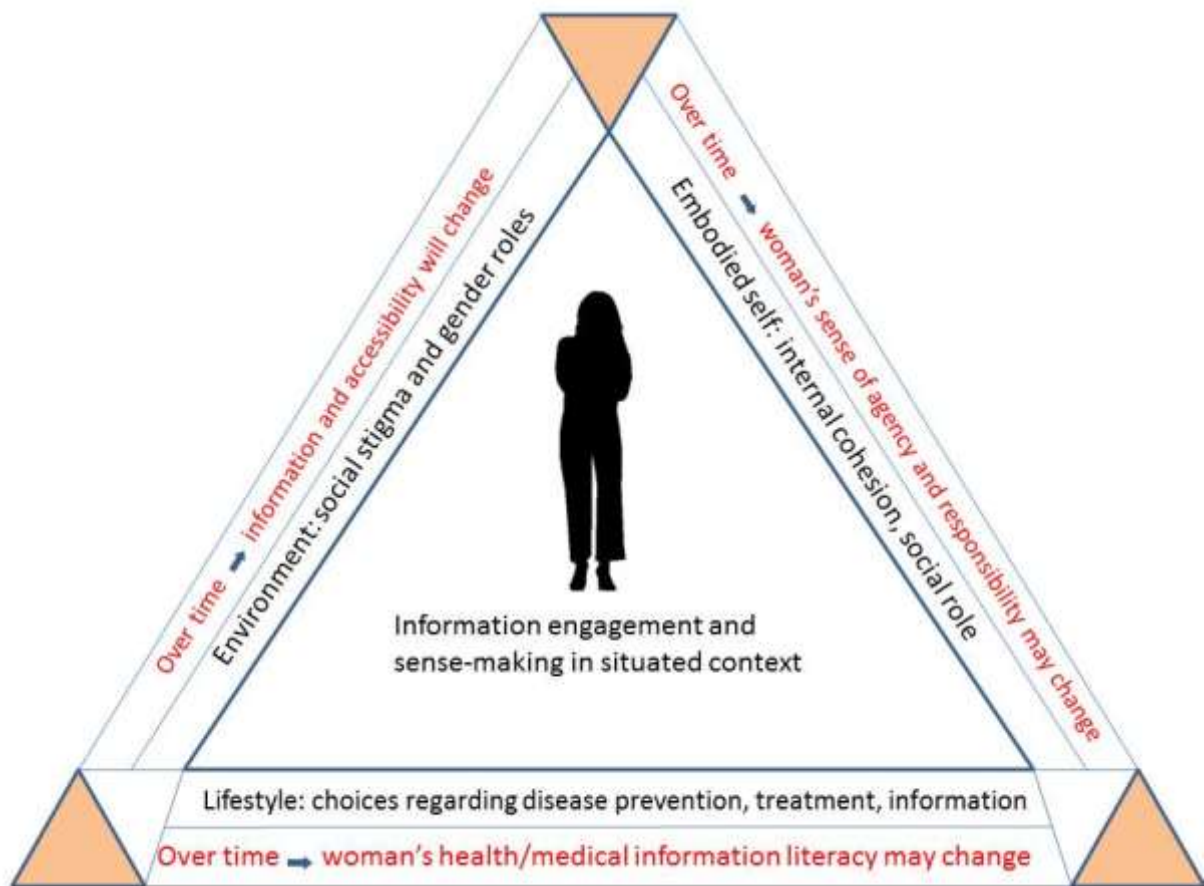 Over time ➡ information and accessibility will change
Environment: social stigma and gender roles
Over time ➡ woman's sense of agency and responsibility may change
Embodied self: internal cohesion, social role
Information engagement and
sense-making in situated context
Lifestyle: choices regarding disease prevention, treatment, information
Over time ➡ woman's health/medical information literacy may change